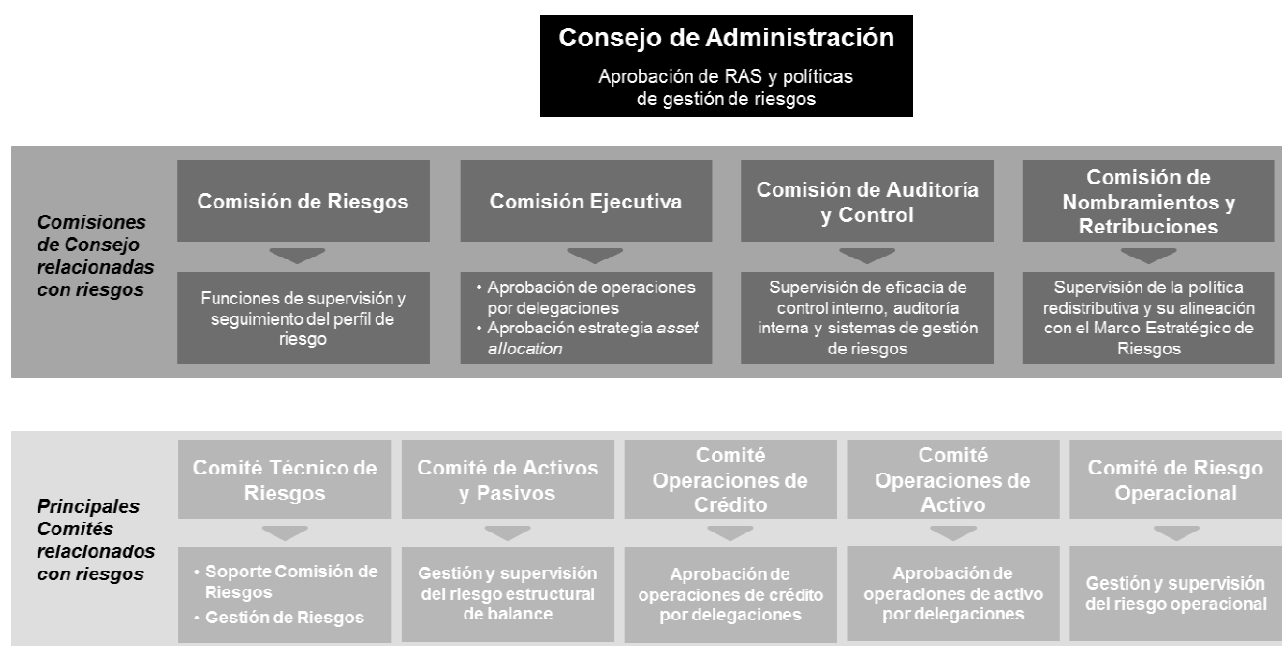 Consejo de Administración
Aprobación de RAS y políticas
de gestión de riesgos
Comisiones
de Consejo
relacionadas
con riesgos
Comisión de Riesgos
Funciones de supervisión y
seguimiento del perfil de
riesgo
Comisión Ejecutiva
• Aprobación de operaciones
por delegaciones
• Aprobación estrategia asset
allocation
Comisión de Auditoría
y Control
Supervisión de eficacia de
control interno, auditoría
interna y sistemas de gestión
de riesgos
Comisión de
Nombramientos y
Retribuciones
Supervisión de la política
redistributiva y su alineación
con el Marco Estratégico de
Riesgos
Principales
Comités
relacionados
con riesgos
Comité Técnico de
Riesgos
• Soporte Comisión de
Riesgos
• Gestión de Riesgos
Comité de Activos
y Pasivos
Gestión y supervisión
del riesgo estructural
de balance
Comité
Operaciones de
Crédito
Aprobación de
operaciones de crédito
por delegaciones
Comité
Operaciones de
Activo
Aprobación de
operaciones de activo
por delegaciones
Comité de Riesgo
Operacional
Gestión y supervisión
del riesgo operacional